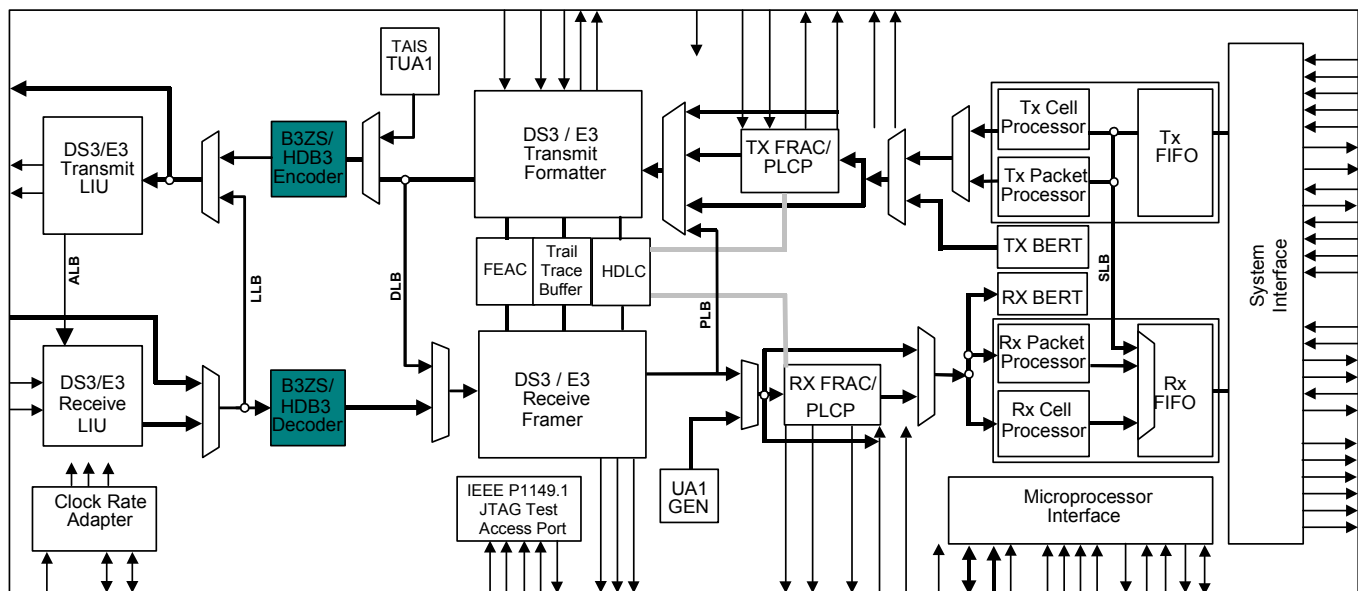 TAIS
TUA1
DS3/E3
Transmit
LIU
B3ZS/
HDB3
Encoder
DS3 / E3
Transmit
Formatter
TX FRAC/
PLCP
Tx Cell
Processor
Tx Packet
Processor
Tx
FIFO
TX BERT
FEAC
Trail
Trace
Buffer
HDLC
ALB
LLB
DLB
PLB
SLB
System
Interface
RX BERT
DS3/E3
Receive
LIU
B3ZS/
HDB3
Decoder
DS3 / E3
Receive
Framer
RX FRAC/
PLCP
Rx Packet
Processor
Rx Cell
Processor
Rx
FIFO
Clock Rate
Adapter
IEEE P1149.1
JTAG Test
Access Port
UA1
GEN
Microprocessor
Interface